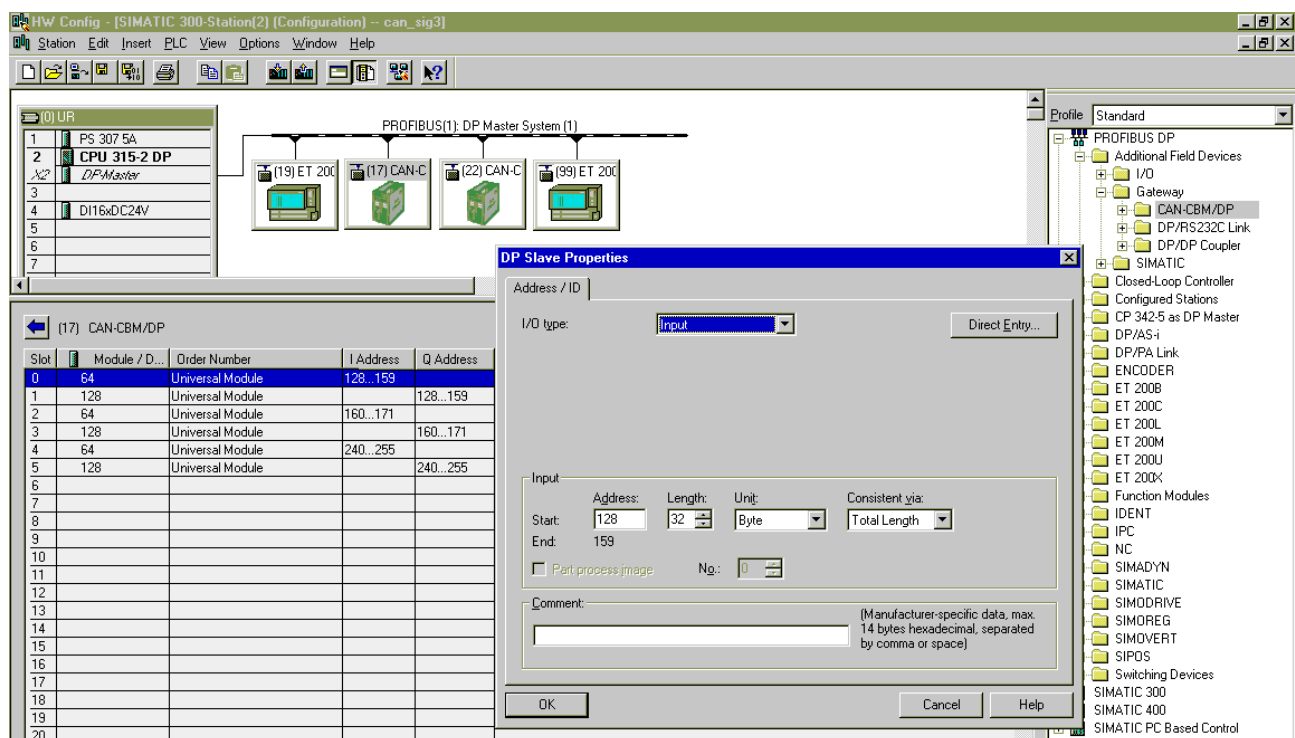 HW Config - [SIMATIC 300-Station(2) (Configuration) -- can_sig3]
Station Edit Insert PLC View Options Window Help
(0) UR
1 PS 307 5A
2 CPU 315-2 DP
X2 DP-Master
3
4 DI16xDC24V
5
6
7
PROFIBUS(1): DP Master System (1)
(19) ET 200
(17) CAN-C
(22) CAN-C
(99) ET 200
(17) CAN-CBM/DP
Slot Module / D... Order Number I Address Q Address
0 64 Universal Module 128...159
1 128 Universal Module 128...159
2 64 Universal Module 160...171
3 128 Universal Module 160...171
4 64 Universal Module 240...255
5 128 Universal Module 240...255
6
7
8
9
10
11
12
13
14
15
16
17
18
19
20
DP Slave Properties
Address / ID
I/O type: Input Direct Entry...
Input
Address: Length: Unit: Consistent via:
Start: 128 32 Byte Total Length
End: 159
Part process image No.: 0
Comment:
(Manufacturer-specific data, max.
14 bytes hexadecimal, separated
by comma or space)
OK Cancel Help
Profile Standard
PROFIBUS DP
Additional Field Devices
I/O
Gateway
CAN-CBM/DP
DP/RS232C Link
DP/DP Coupler
SIMATIC
Closed-Loop Controller
Configured Stations
CP 342-5 as DP Master
DP/AS-i
DP/PA Link
ENCODER
ET 200B
ET 200C
ET 200L
ET 200M
ET 200U
ET 200X
Function Modules
IDENT
IPC
NC
SIMADYN
SIMATIC
SIMODRIVE
SIMOREG
SIMOVERT
SIPOS
Switching Devices
SIMATIC 300
SIMATIC 400
SIMATIC PC Based Control